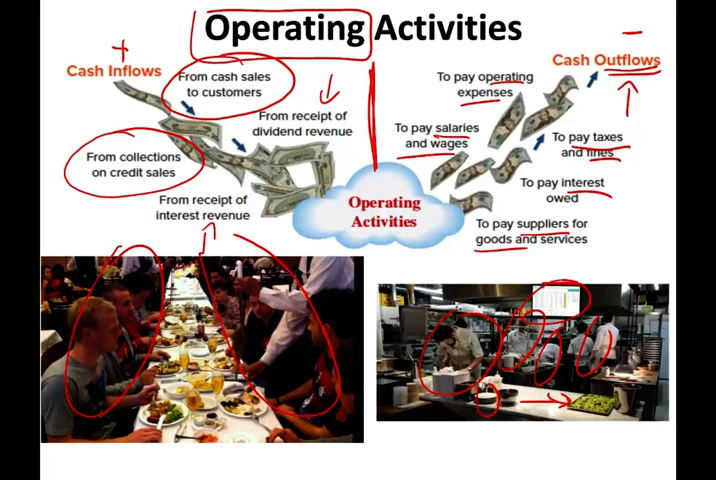 Operating Activities
+
Cash Inflows
From cash sales
to customers
From receipt of
dividend revenue
From collections
on credit sales
From receipt of
interest revenue
Operating
Activities
−
Cash Outflows
To pay operating
expenses
To pay salaries
and wages
To pay taxes
and fines
To pay interest
owed
To pay suppliers for
goods and services